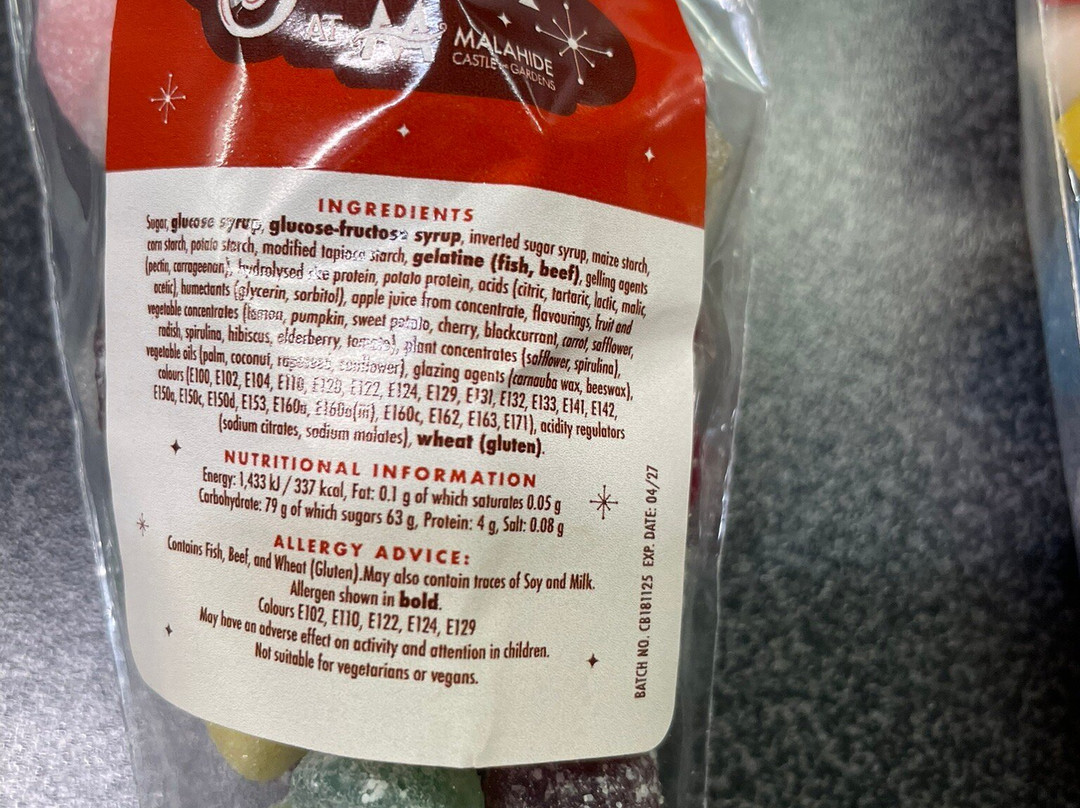 AT
MALAHIDE
CASTLE & GARDENS
INGREDIENTS
Sugar, glucose syrup, glucose-fructose syrup, inverted sugar syrup, maize starch,
corn starch, potato starch, modified tapioca starch, gelatine (fish, beef), gelling agents
(pectin, carrageenan), hydrolysed rice protein, potato protein, acids (citric, tartaric, lactic, malic,
acetic), humectants (glycerin, sorbitol), apple juice from concentrate, flavourings, fruit and
vegetable concentrates (lemon, pumpkin, sweet potato, cherry, blackcurrant, carrot, safflower,
radish, spirulina, hibiscus, elderberry, tomato), plant concentrates (safflower, spirulina),
vegetable oils (palm, coconut, rapeseed, sunflower), glazing agents (carnauba wax, beeswax),
colours (E100, E102, E104, E110, E120, E122, E124, E129, E131, E132, E133, E141, E142,
E150a, E150c, E150d, E153, E160a, E160a(iii), E160c, E162, E163, E171), acidity regulators
(sodium citrates, sodium malates), wheat (gluten).
NUTRITIONAL INFORMATION
Energy: 1,433 kJ / 337 kcal, Fat: 0.1 g of which saturates 0.05 g
Carbohydrate: 79 g of which sugars 63 g, Protein: 4 g, Salt: 0.08 g
ALLERGY ADVICE:
Contains Fish, Beef, and Wheat (Gluten).May also contain traces of Soy and Milk.
Allergen shown in bold.
Colours E102, E110, E122, E124, E129
May have an adverse effect on activity and attention in children.
Not suitable for vegetarians or vegans.
BATCH NO. CB181125 EXP. DATE: 04/27